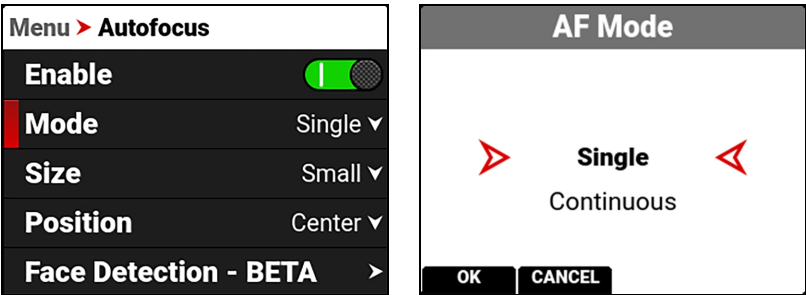 Menu > Autofocus
Enable
Mode Single
Size Small
Position Center
Face Detection - BETA
AF Mode
Single
Continuous
OK CANCEL